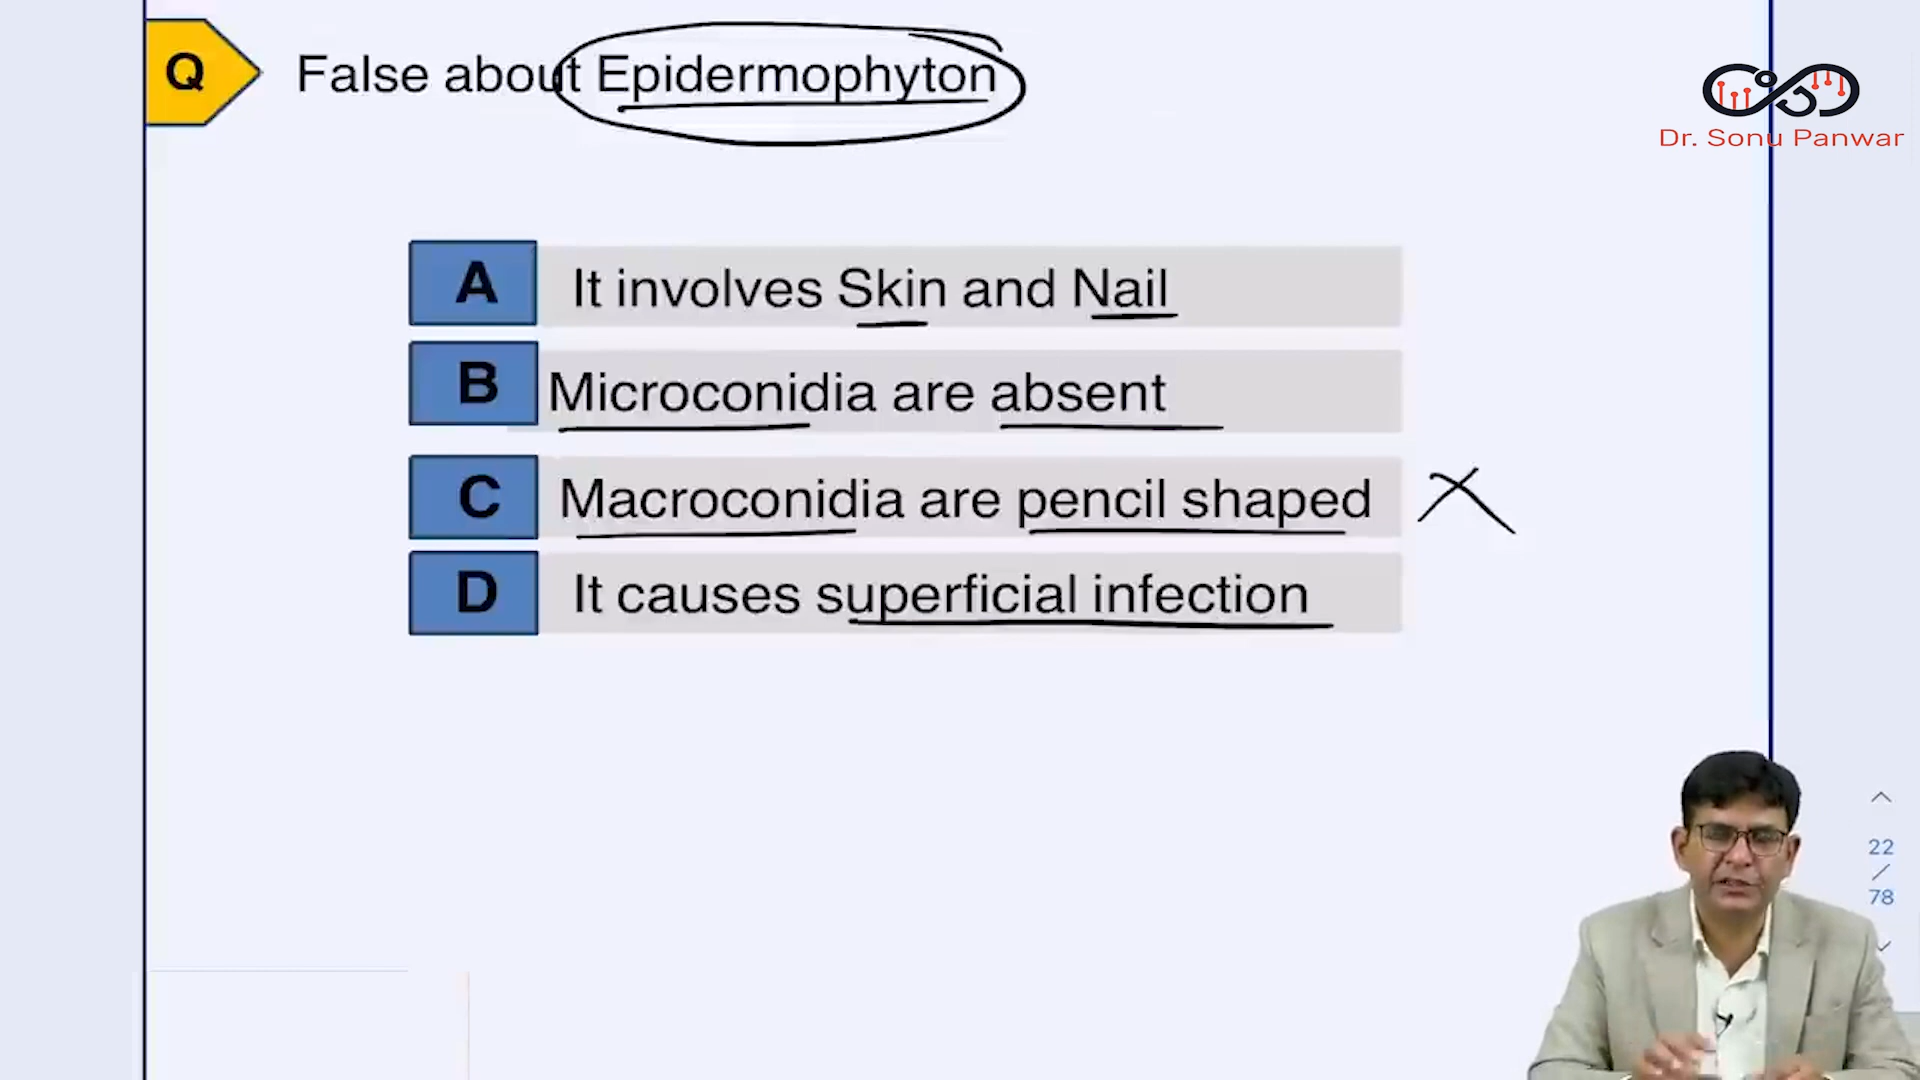 Q False about Epidermophyton
Dr. Sonu Panwar
A It involves Skin and Nail
B Microconidia are absent
C Macroconidia are pencil shaped
D It causes superficial infection
22
/
78